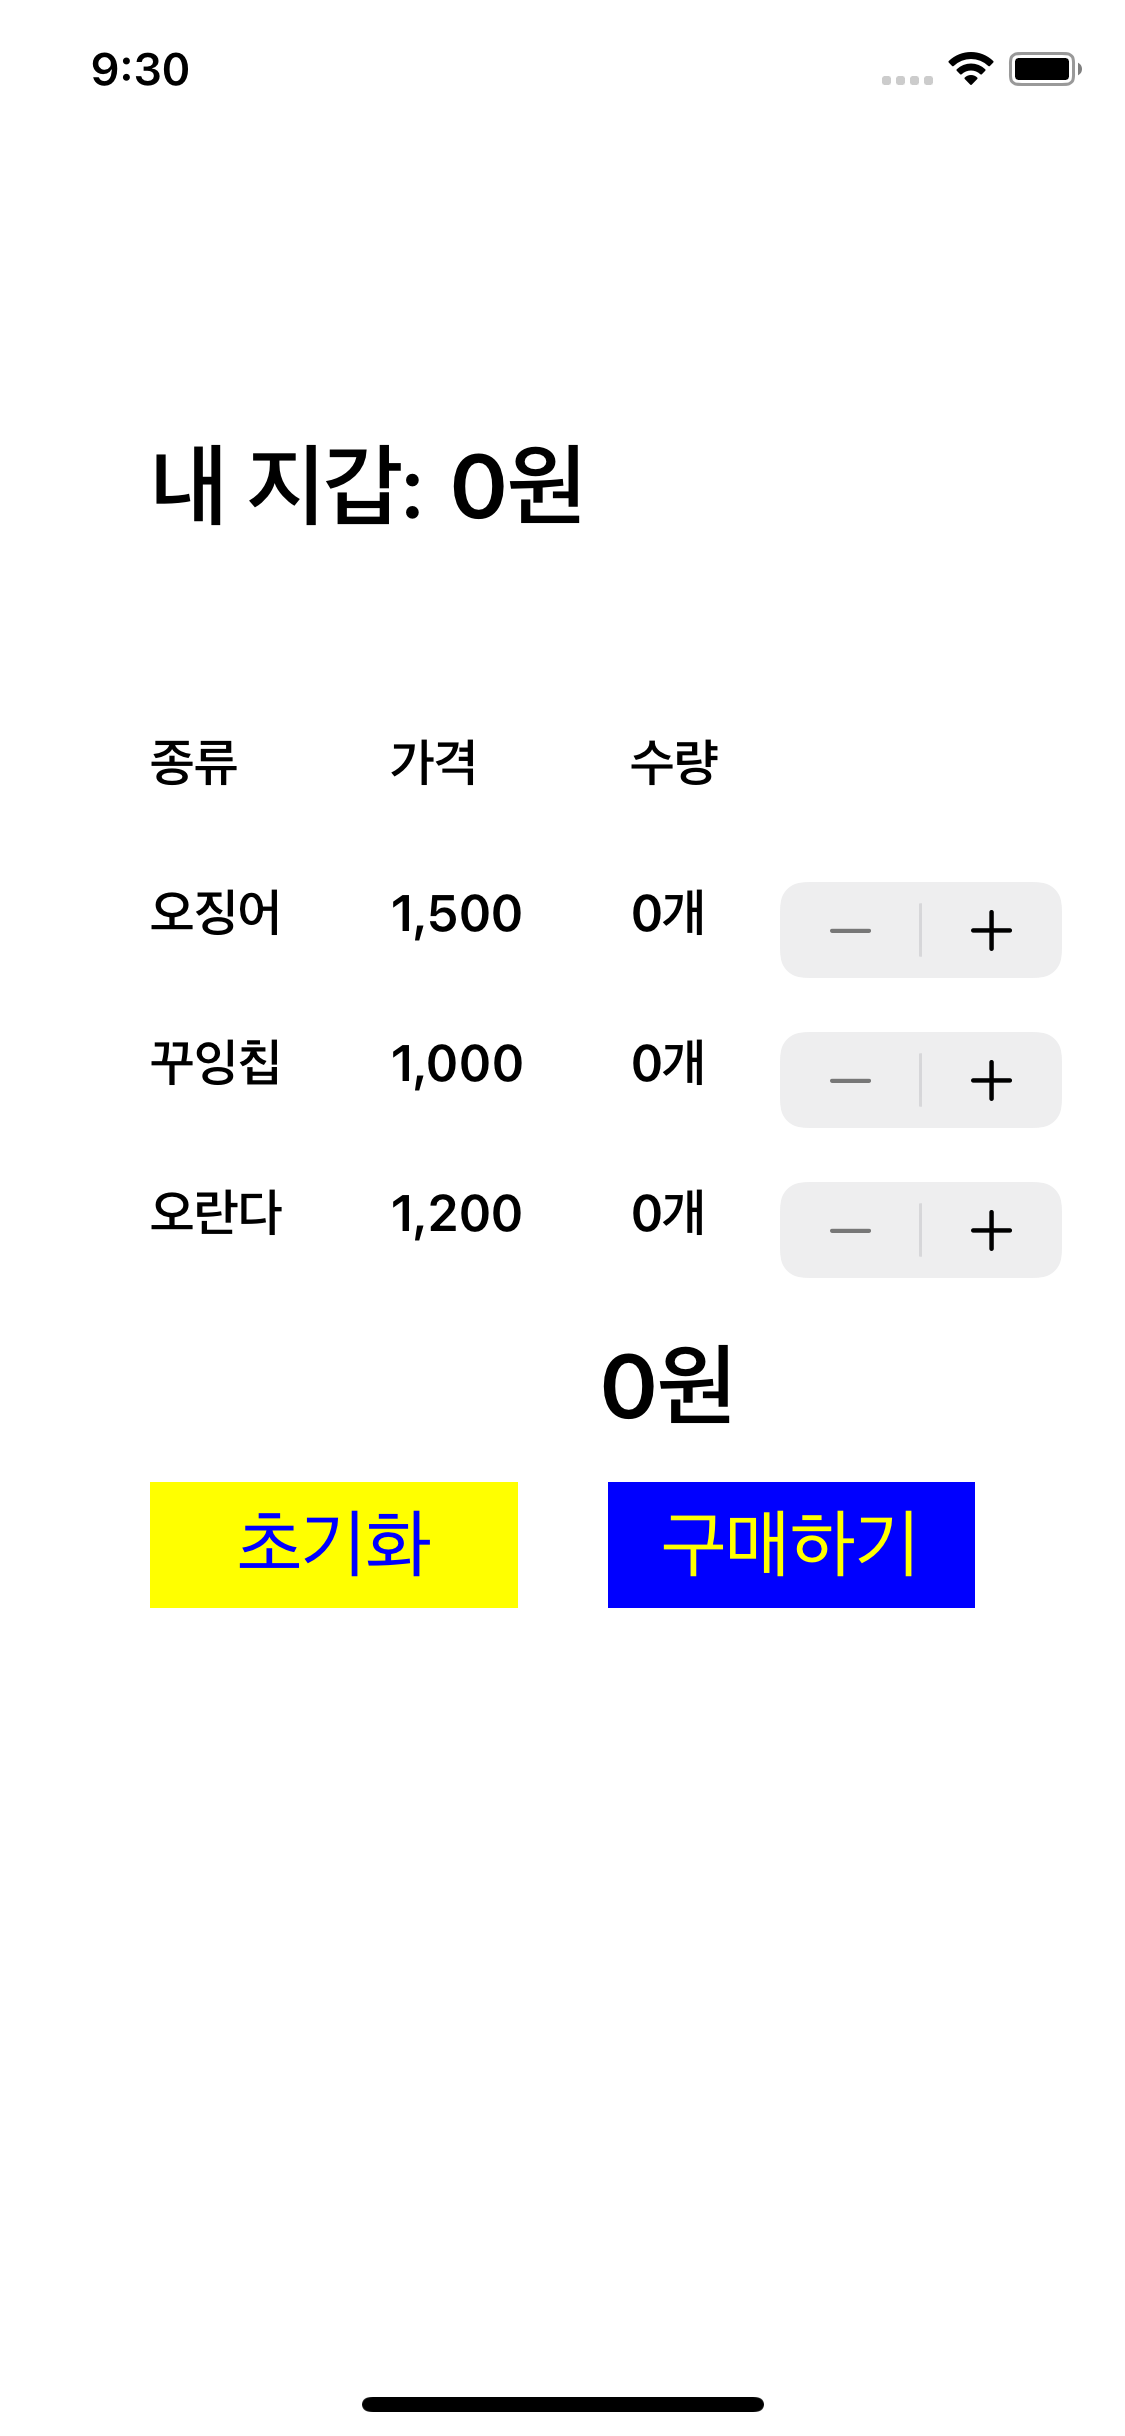 9:30
내 지갑: 0원
종류 가격 수량
오징어 1,500 0개
꾸잉칩 1,000 0개
오란다 1,200 0개
0원
초기화 구매하기